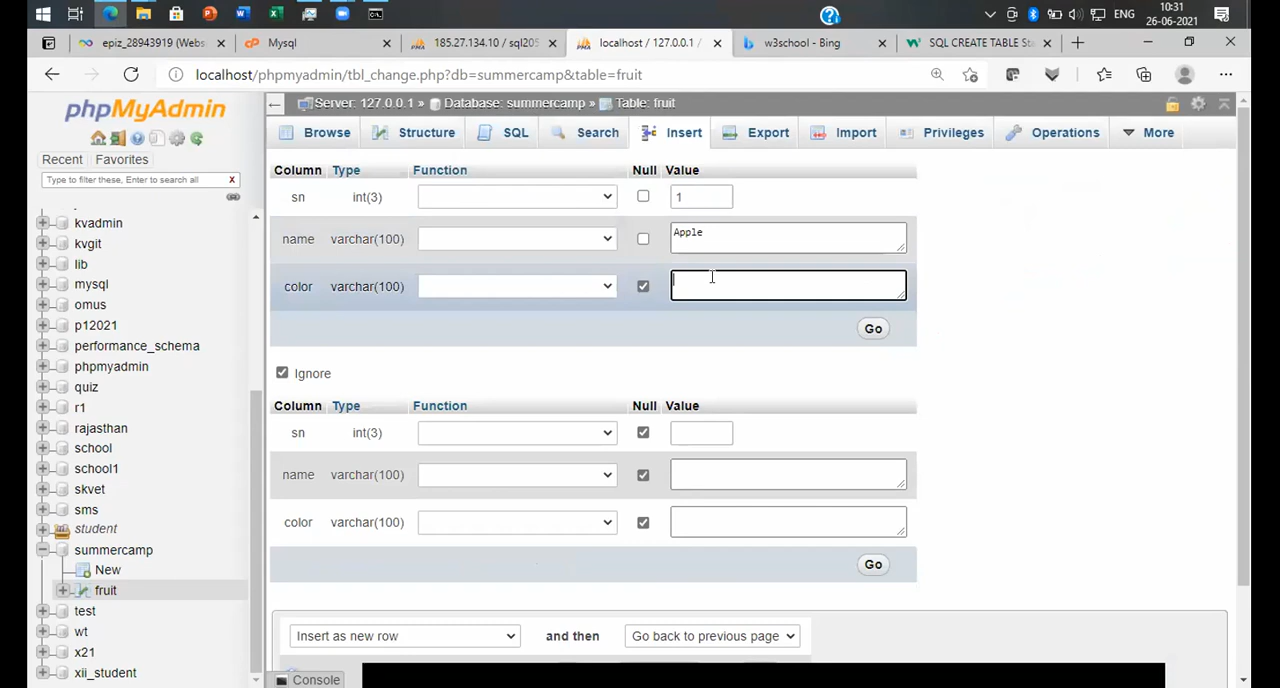 10:31
ENG
26-06-2021
epiz_28943919 (Webs
Mysql
185.27.134.10 / sql205
localhost / 127.0.0.1 /
w3school - Bing
SQL CREATE TABLE Sta
localhost/phpmyadmin/tbl_change.php?db=summercamp&table=fruit
phpMyAdmin
Recent Favorites
Type to filter these, Enter to search all X
kvadmin
kvgit
lib
mysql
omus
p12021
performance_schema
phpmyadmin
quiz
r1
rajasthan
school
school1
skvet
sms
student
summercamp
New
fruit
test
wt
x21
xii_student
Server: 127.0.0.1 » Database: summercamp » Table: fruit
Browse Structure SQL Search Insert Export Import Privileges Operations More
Column Type Function Null Value
sn int(3) 1
name varchar(100) Apple
color varchar(100)
Go
Ignore
Column Type Function Null Value
sn int(3)
name varchar(100)
color varchar(100)
Go
Insert as new row and then Go back to previous page
Console